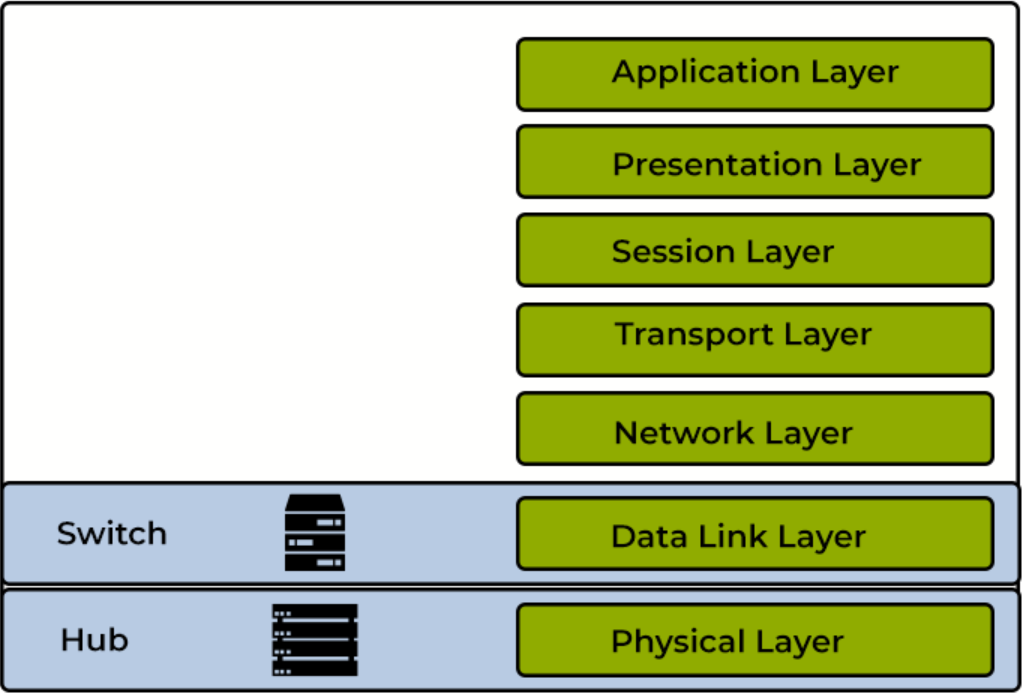 Application Layer
Presentation Layer
Session Layer
Transport Layer
Network Layer
Switch Data Link Layer
Hub Physical Layer